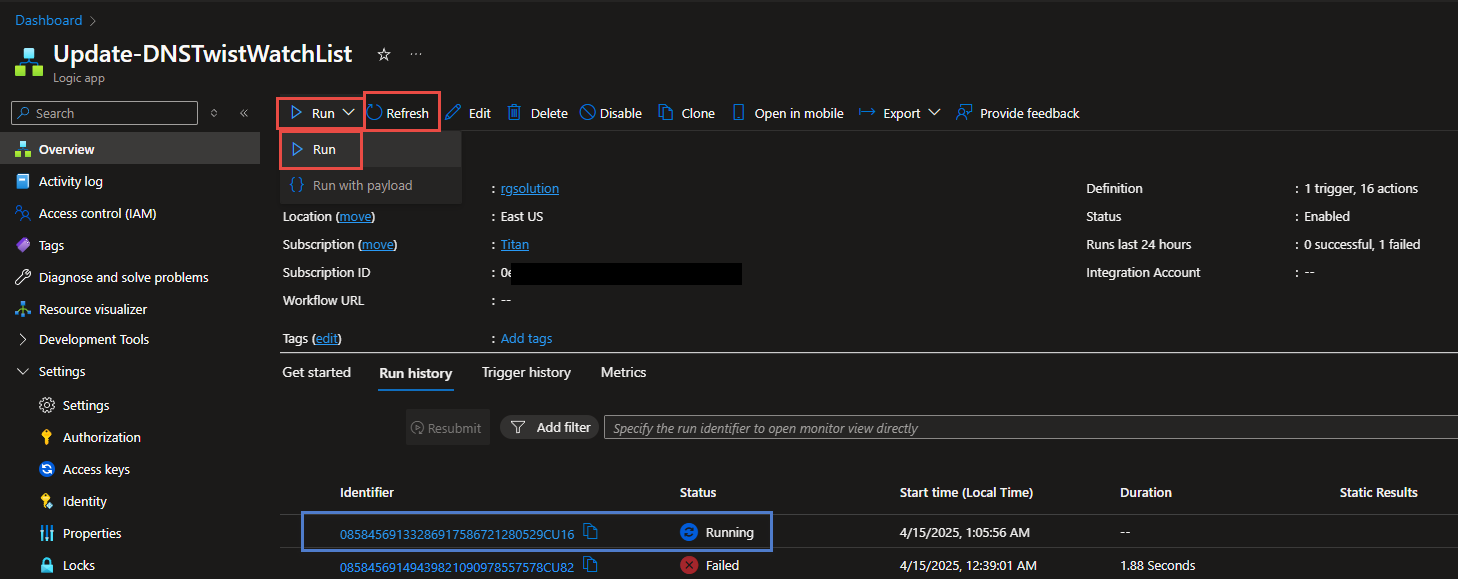 Dashboard >
Update-DNSTwistWatchList ☆ ...
Logic app
Search
«
Run Refresh Edit Delete Disable Clone Open in mobile Export Provide feedback
Run
{} Run with payload
Overview
Activity log
Access control (IAM)
Tags
Diagnose and solve problems
Resource visualizer
Development Tools
Settings
Settings
Authorization
Access keys
Identity
Properties
Locks
: rgsolution
Location (move) : East US
Subscription (move) : Titan
Subscription ID : 0e
Workflow URL : --
Tags (edit) : Add tags
Definition : 1 trigger, 16 actions
Status : Enabled
Runs last 24 hours : 0 successful, 1 failed
Integration Account : --
Get started Run history Trigger history Metrics
Resubmit Add filter Specify the run identifier to open monitor view directly
Identifier Status Start time (Local Time) Duration Static Results
08584569133286917586721280529CU16 Running 4/15/2025, 1:05:56 AM --
08584569149439821090978557578CU82 Failed 4/15/2025, 12:39:01 AM 1.88 Seconds